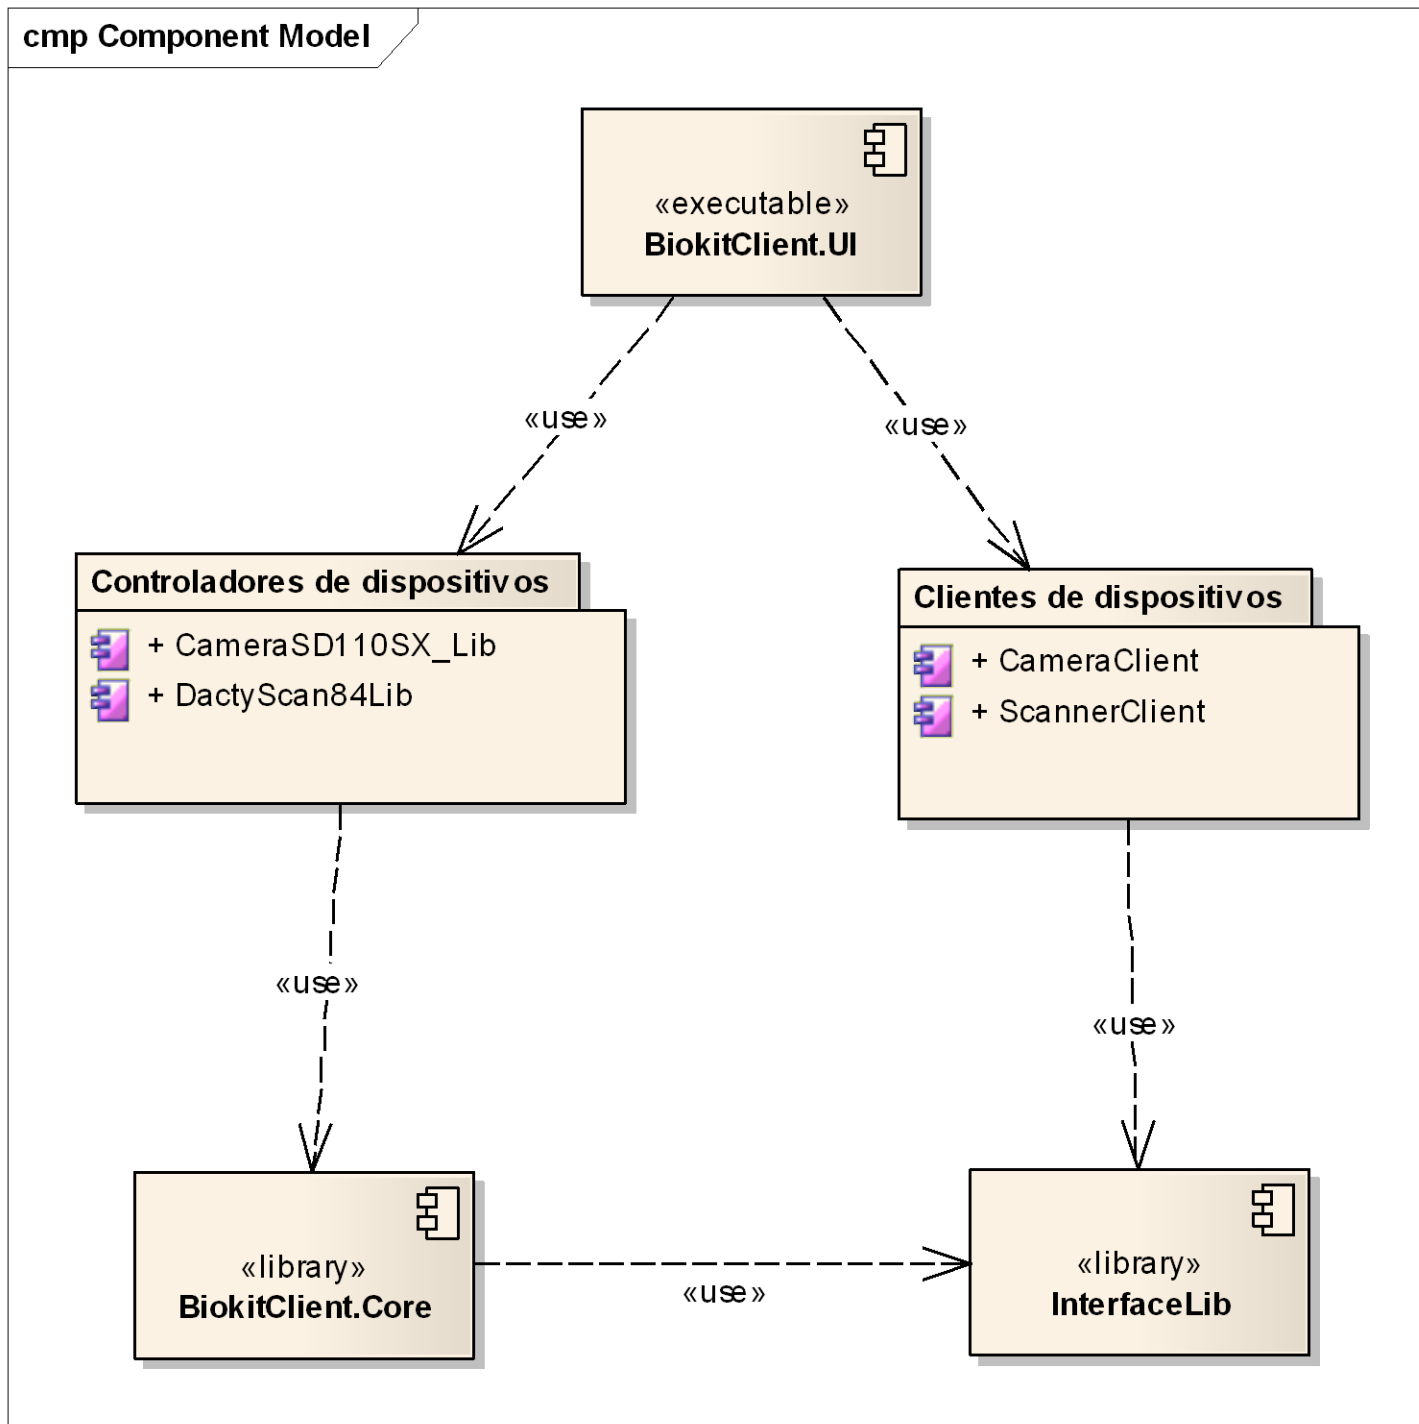 cmp Component Model
«executable»
BiokitClient.UI
«use»
«use»
Controladores de dispositivos
+ CameraSD110SX_Lib
+ DactyScan84Lib
Clientes de dispositivos
+ CameraClient
+ ScannerClient
«use»
«use»
«library»
BiokitClient.Core
«use»
«library»
InterfaceLib